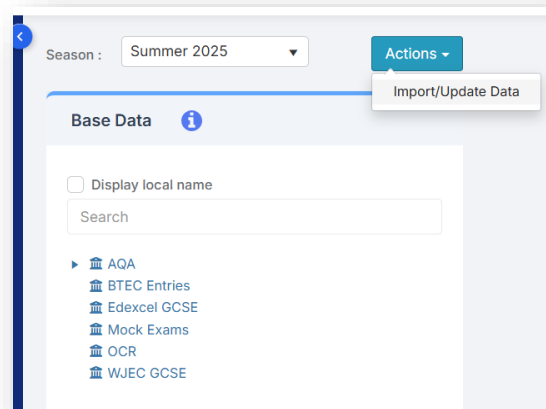 Season : Summer 2025 Actions
Import/Update Data
Base Data
Display local name
Search
AQA
BTEC Entries
Edexcel GCSE
Mock Exams
OCR
WJEC GCSE